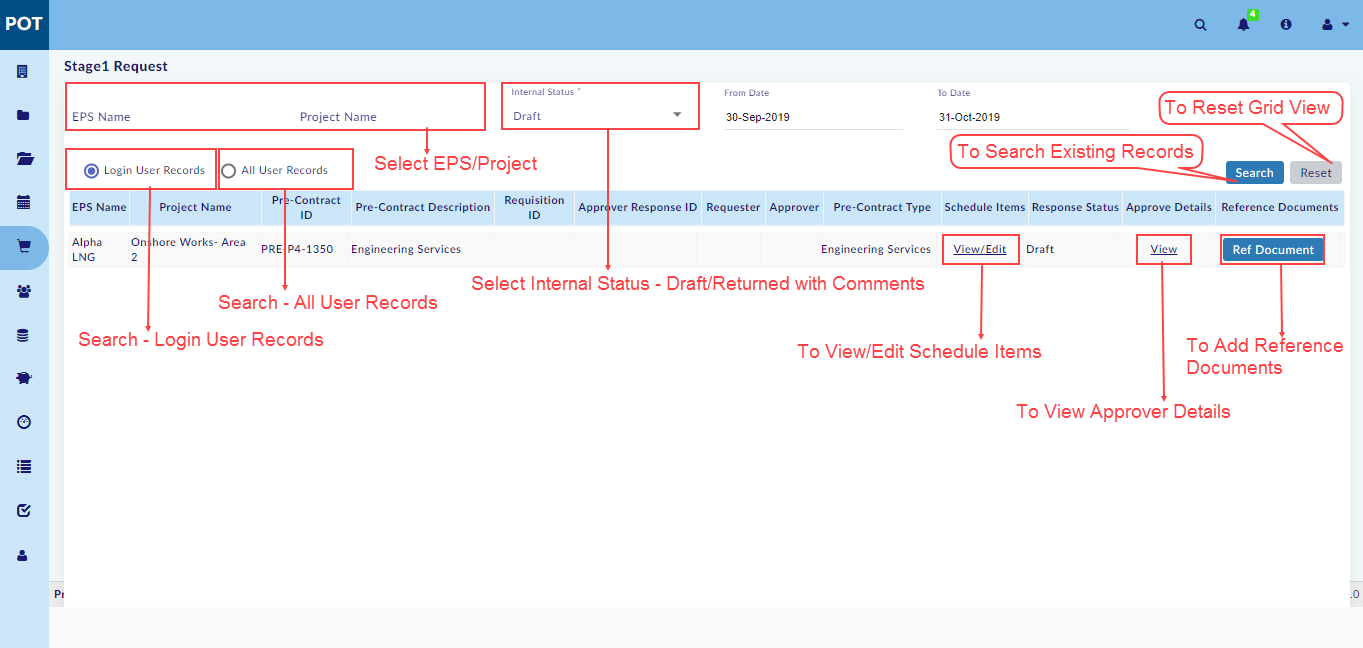 POT
4
Stage1 Request
EPS Name
Project Name
Internal Status *
Draft
From Date
30-Sep-2019
To Date
31-Oct-2019
To Reset Grid View
Select EPS/Project
To Search Existing Records
Login User Records
All User Records
Search
Reset
EPS Name
Project Name
Pre-Contract
ID
Pre-Contract Description
Requisition
ID
Approver Response ID
Requester
Approver
Pre-Contract Type
Schedule Items
Response Status
Approve Details
Reference Documents
Alpha
LNG
Onshore Works- Area
2
PRE-P4-1350
Engineering Services
Engineering Services
View/Edit
Draft
View
Ref Document
Select Internal Status - Draft/Returned with Comments
Search - All User Records
Search - Login User Records
To View/Edit Schedule Items
To Add Reference
Documents
To View Approver Details